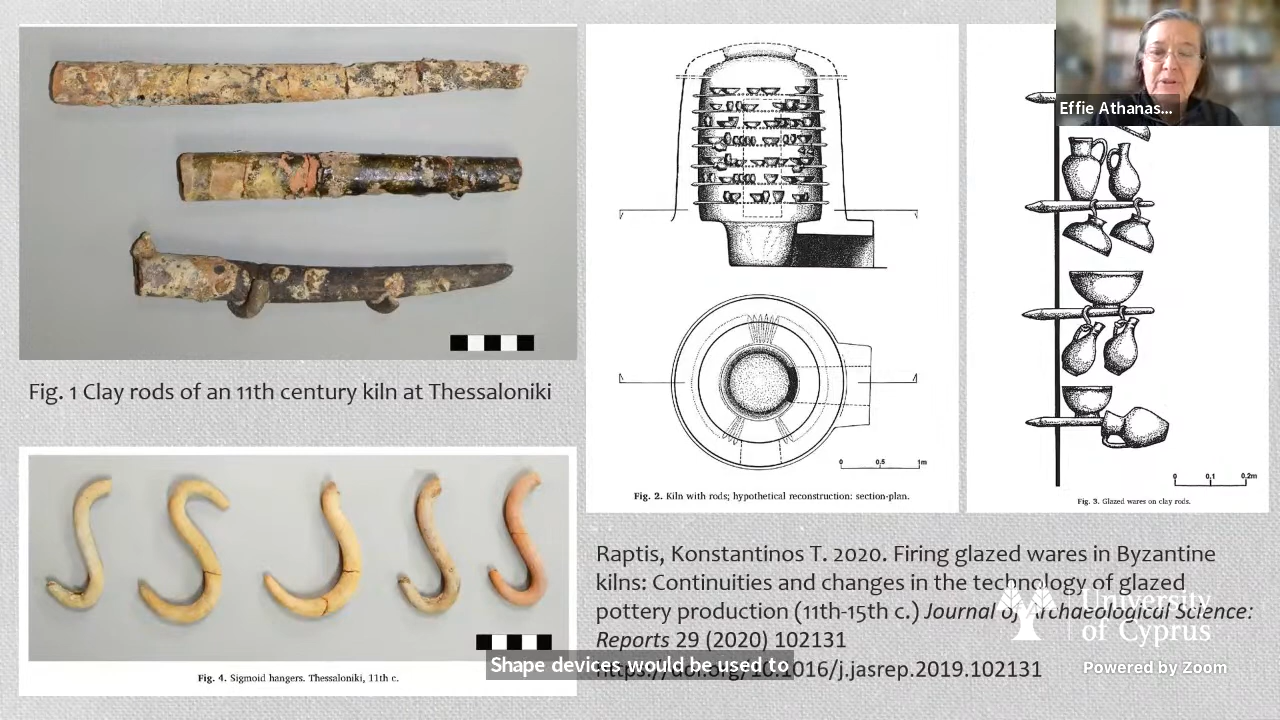 Effie Athanas...
Fig. 1 Clay rods of an 11th century kiln at Thessaloniki
0 0.5 1m
Fig. 2. Kiln with rods; hypothetical reconstruction: section-plan.
0 0.1 0.2m
Fig. 3. Glazed wares on clay rods.
Fig. 4. Sigmoid hangers. Thessaloniki, 11th c.
Raptis, Konstantinos T. 2020. Firing glazed wares in Byzantine
kilns: Continuities and changes in the technology of glazed
pottery production (11th-15th c.) Journal of Archaeological Science:
Reports 29 (2020) 102131
https://doi.org/10.1016/j.jasrep.2019.102131
Shape devices would be used to
University
of Cyprus
Powered by Zoom